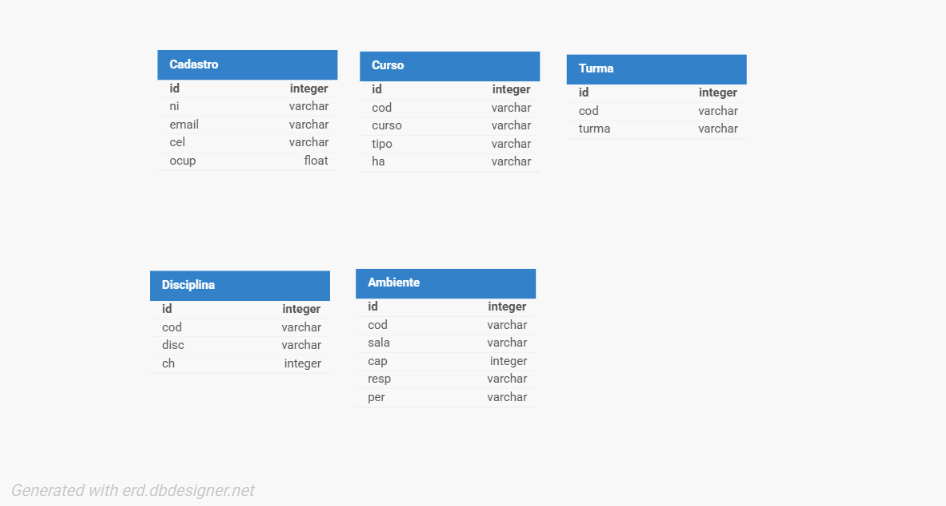 Cadastro
id integer
ni varchar
email varchar
cel varchar
ocup float
Curso
id integer
cod varchar
curso varchar
tipo varchar
ha varchar
Turma
id integer
cod varchar
turma varchar
Disciplina
id integer
cod varchar
disc varchar
ch integer
Ambiente
id integer
cod varchar
sala varchar
cap integer
resp varchar
per varchar
Generated with erd.dbdesigner.net